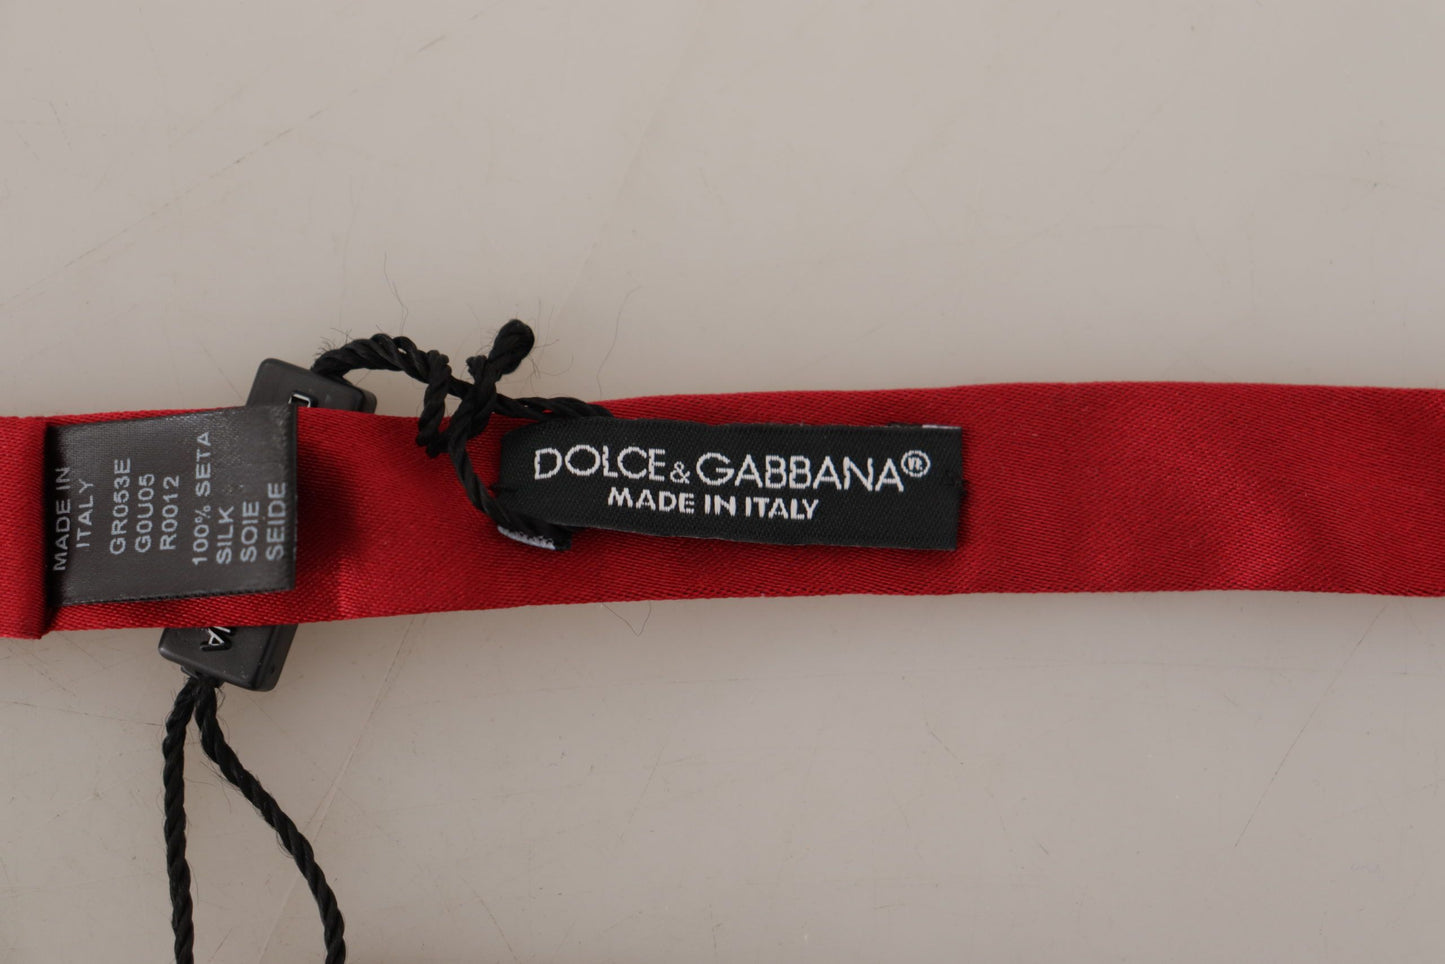 MADE IN
ITALY
GR053E
G0U05
R0012
100% SETA
SILK
SOIE
SEIDE
DOLCE&GABBANA®
MADE IN ITALY